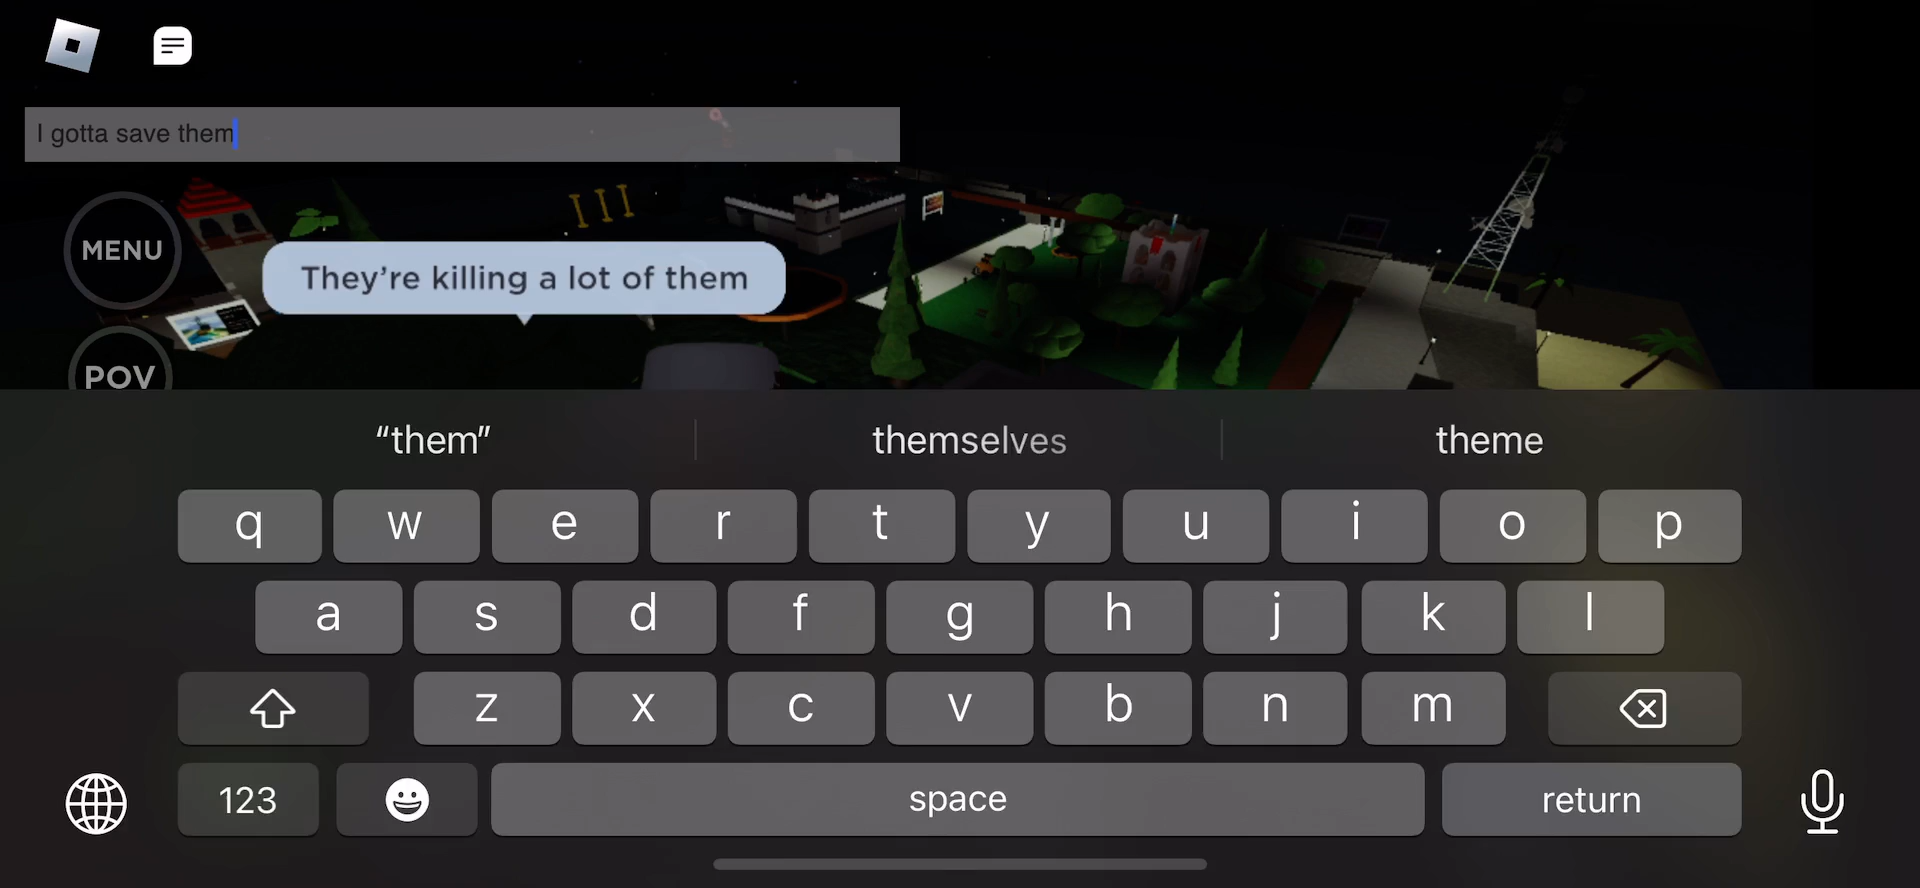 I gotta save them
MENU
They're killing a lot of them
POV
“them”
themselves
theme
q w e r t y u i o p
a s d f g h j k l
z x c v b n m
123
space
return